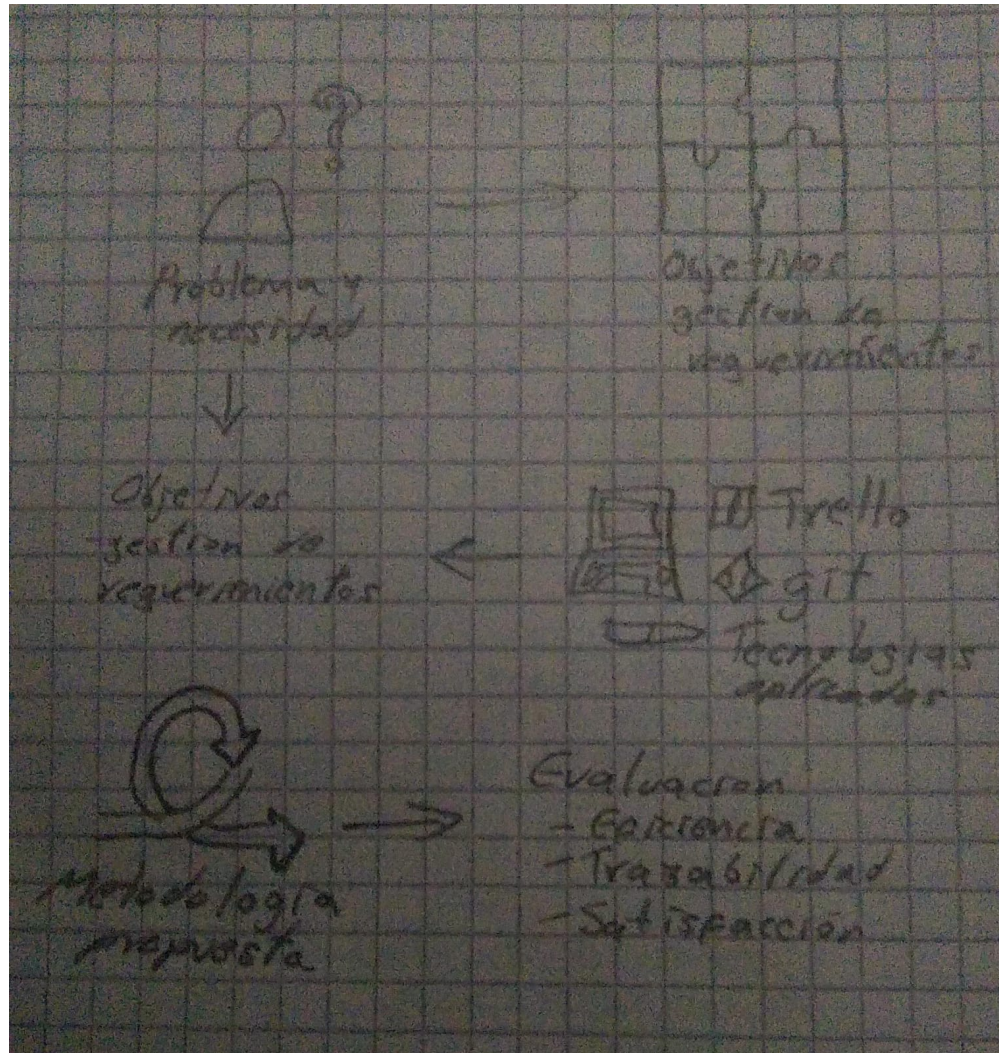 Problema y
necesidad
Objetivos
gestion de
requerimientos
Objetivos
gestion de
requerimientos
Trello
git
Tecnologias
aplicadas
Metodología
propuesta
Evaluacion
- Eficiencia
- Trazabilidad
- Satisfacción